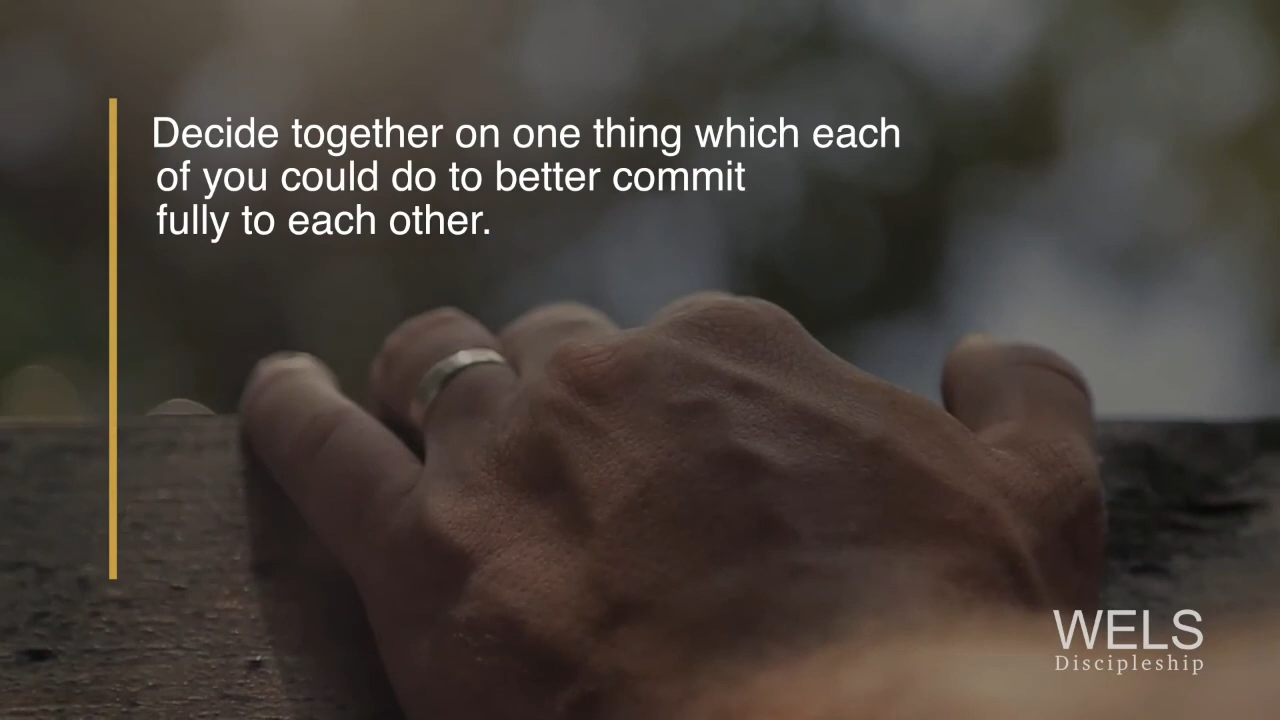 Decide together on one thing which each
of you could do to better commit
fully to each other.
WELS
Discipleship